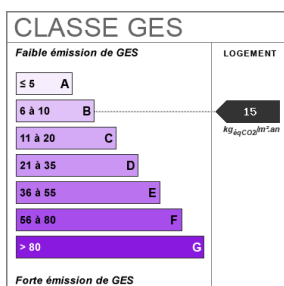 CLASSE GES
Faible émission de GES
LOGEMENT
≤ 5 A
6 à 10 B
15
kgéqCO2/m².an
11 à 20 C
21 à 35 D
36 à 55 E
56 à 80 F
> 80 G
Forte émission de GES